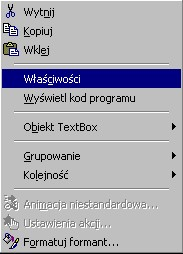 Wytnij
Kopiuj
Wklej
Właściwości
Wyświetl kod programu
Obiekt TextBox
Grupowanie
Kolejność
Animacja niestandardowa...
Ustawienia akcji...
Formatuj formant...